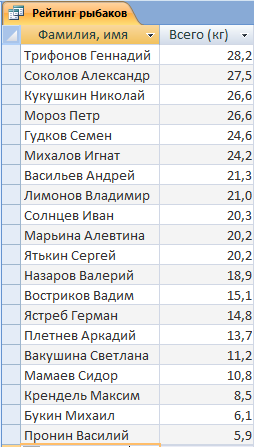 Рейтинг рыбаков
Фамилия, имя Всего (кг)
Трифонов Геннадий 28,2
Соколов Александр 27,5
Кукушкин Николай 26,6
Мороз Петр 26,6
Гудков Семен 24,6
Михалов Игнат 24,2
Васильев Андрей 21,3
Лимонов Владимир 21,0
Солнцев Иван 20,3
Марьина Алевтина 20,2
Яткин Сергей 20,2
Назаров Валерий 18,9
Востриков Вадим 15,1
Ястреб Герман 14,8
Плетнев Аркадий 13,7
Вакушина Светлана 11,2
Мамаев Сидор 10,8
Крендель Максим 8,5
Букин Михаил 6,1
Пронин Василий 5,9